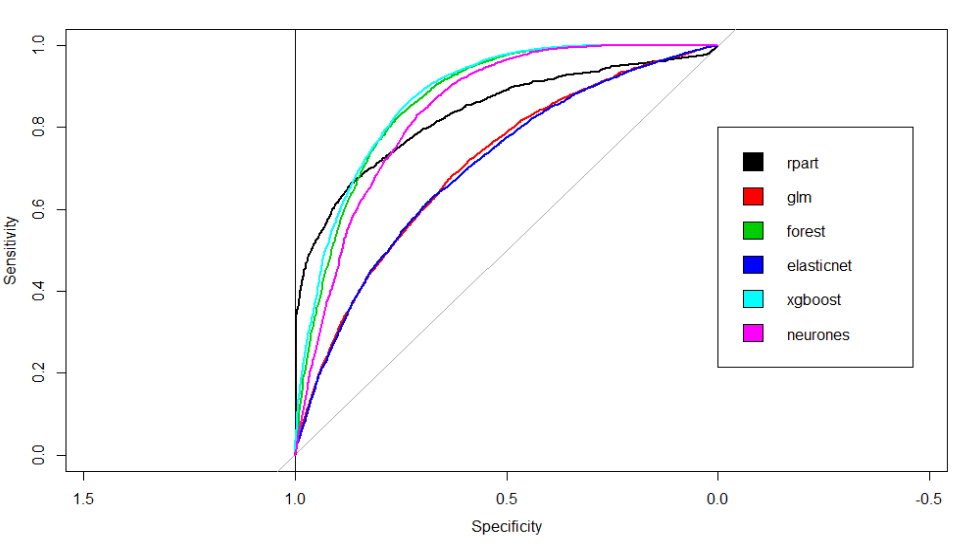 1.0
0.8
0.6
0.4
0.2
0.0
Sensitivity
rpart
glm
forest
elasticnet
xgboost
neurones
1.5 1.0 0.5 0.0 -0.5
Specificity